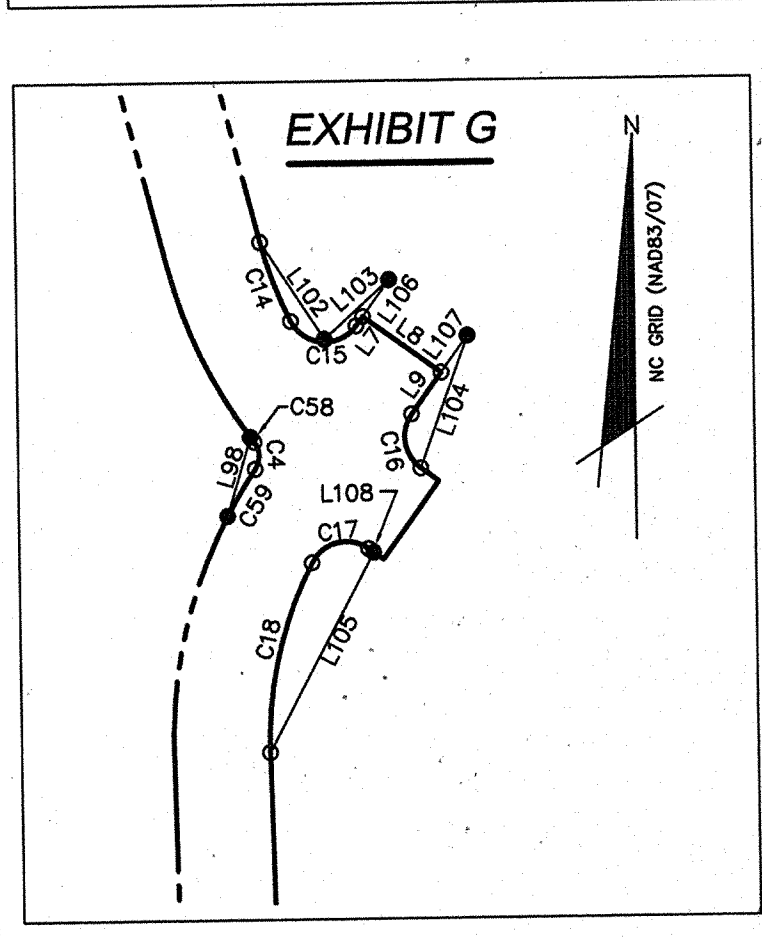 EXHIBIT G
N
NC GRID (NAD83/07)
C14
L102
L103
L106
C15
L7
L8
L107
L9
L104
C58
C4
L98
C59
C16
L108
C17
C18
L105